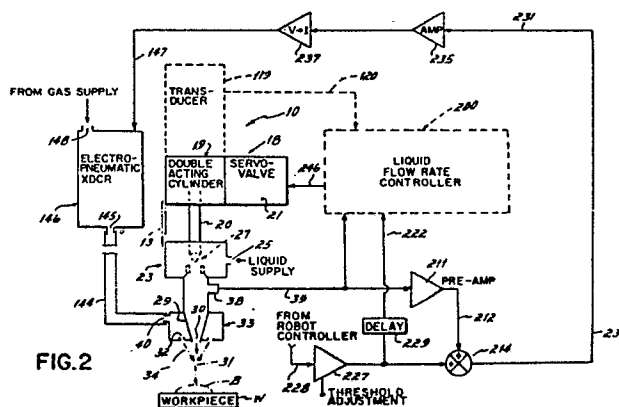 231
V→I
AMP
237
235
147
FROM GAS SUPPLY
119
120
TRANSDUCER
10
280
148
18
ELECTRO-PNEUMATIC XDCR
19
DOUBLE ACTING CYLINDER
SERVO-VALVE
246
LIQUID FLOW RATE CONTROLLER
146
145
20
21
222
13
27
25
23
LIQUID SUPPLY
211
PRE-AMP
38
39
144
29
30
33
FROM ROBOT CONTROLLER
DELAY
212
40
32
229
214
FIG.2
34
31
228
227
B
THRESHOLD ADJUSTMENT
WORKPIECE
W